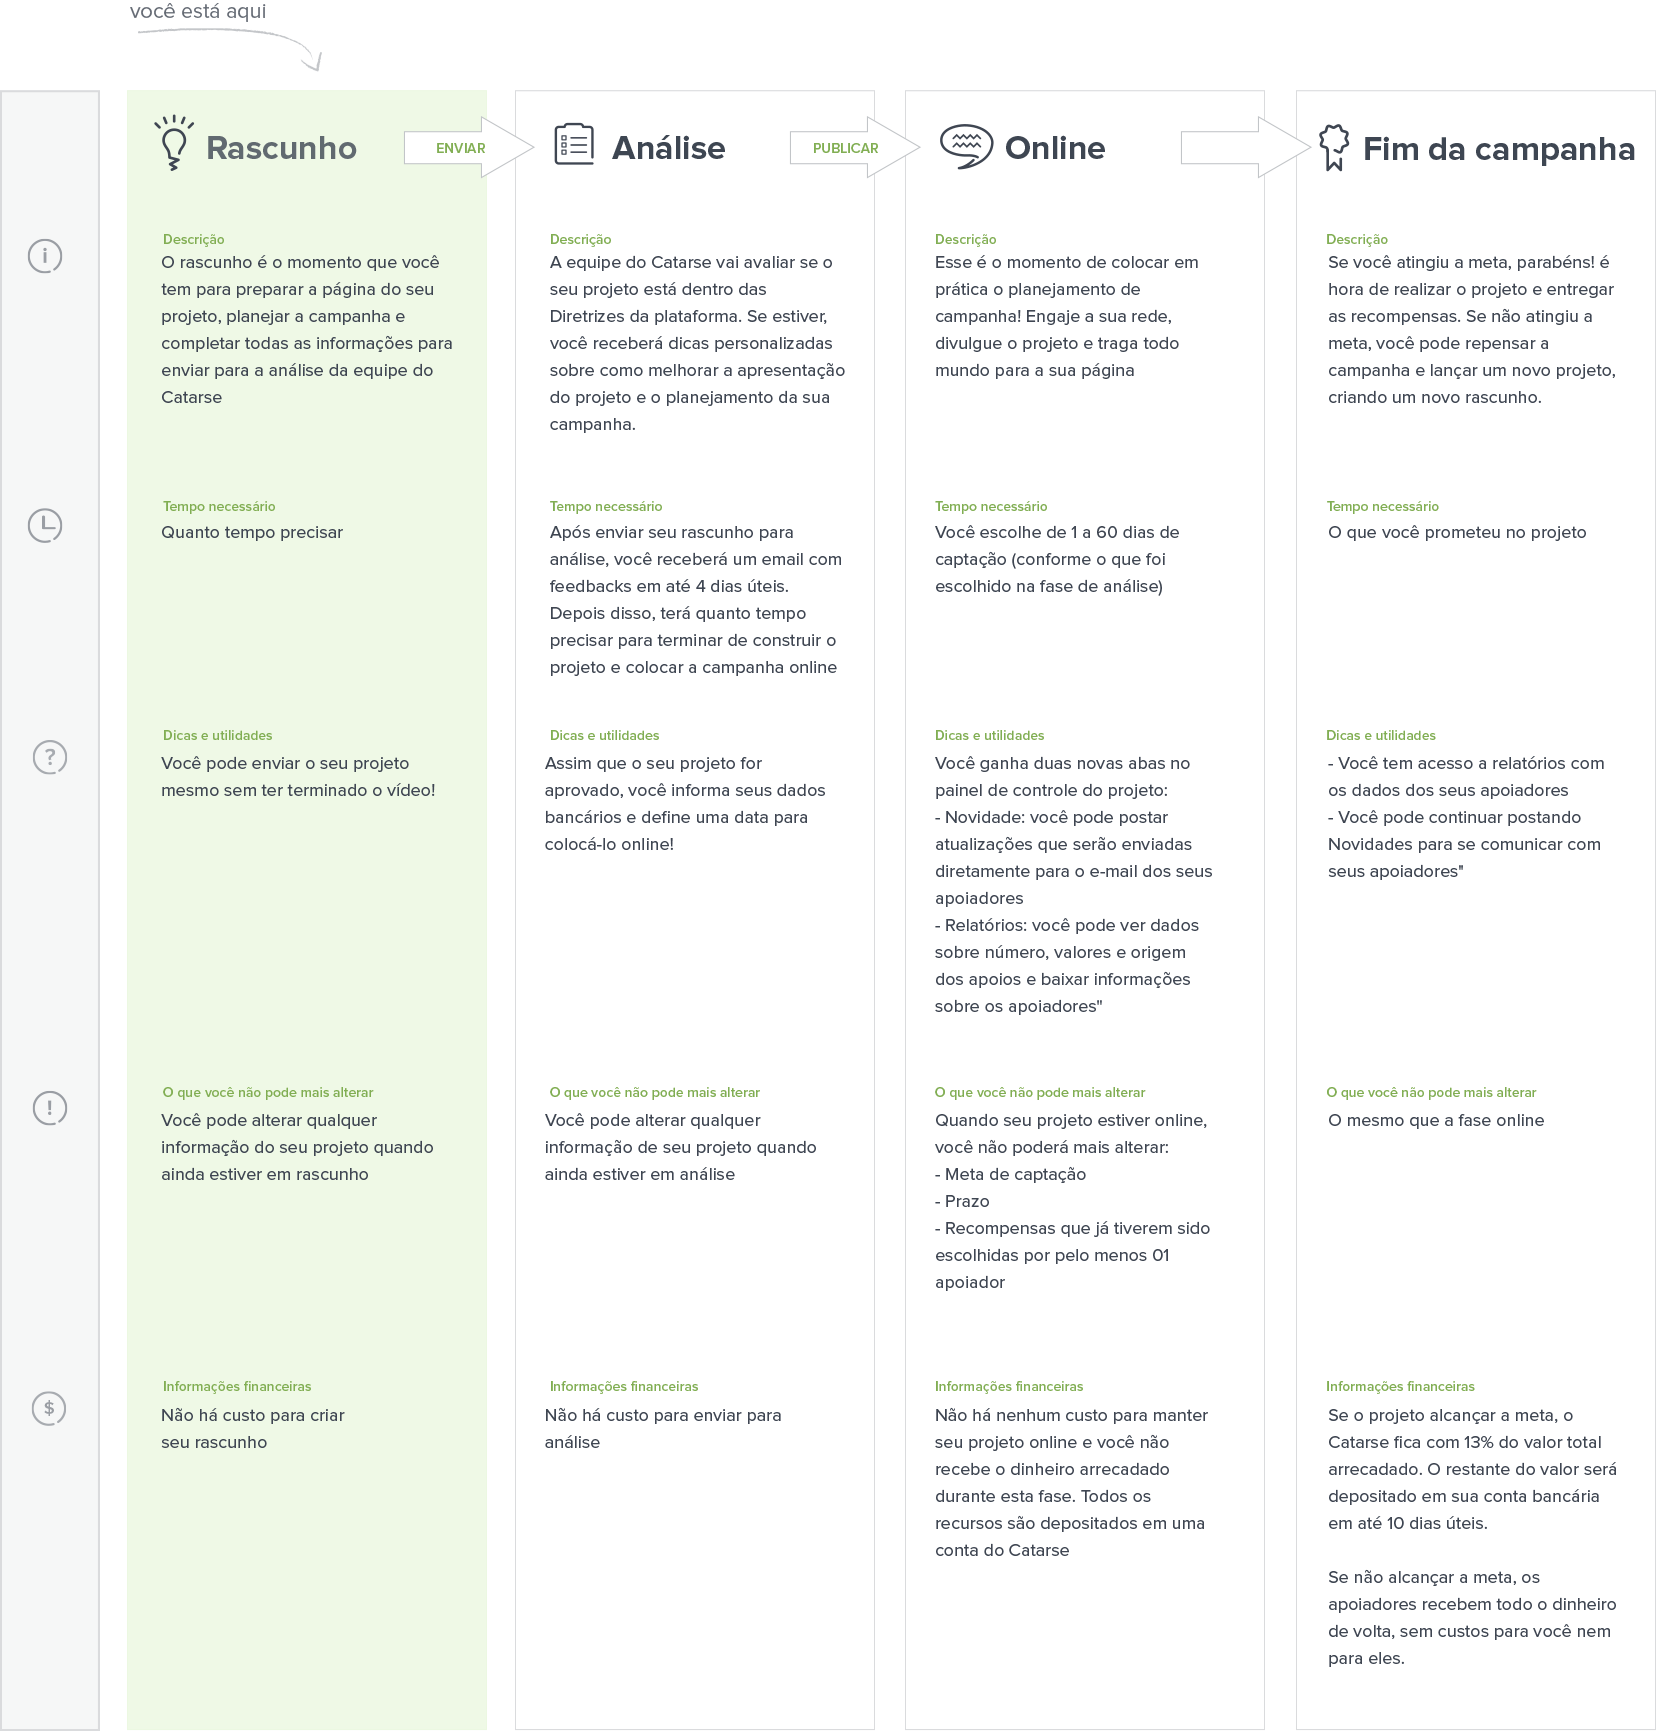 você está aqui
Rascunho
ENVIAR
Descrição
O rascunho é o momento que você
tem para preparar a página do seu
projeto, planejar a campanha e
completar todas as informações para
enviar para a análise da equipe do
Catarse
Tempo necessário
Quanto tempo precisar
Dicas e utilidades
Você pode enviar o seu projeto
mesmo sem ter terminado o vídeo!
O que você não pode mais alterar
Você pode alterar qualquer
informação do seu projeto quando
ainda estiver em rascunho
Informações financeiras
Não há custo para criar
seu rascunho
Análise
PUBLICAR
Descrição
A equipe do Catarse vai avaliar se o
seu projeto está dentro das
Diretrizes da plataforma. Se estiver,
você receberá dicas personalizadas
sobre como melhorar a apresentação
do projeto e o planejamento da sua
campanha.
Tempo necessário
Após enviar seu rascunho para
análise, você receberá um email com
feedbacks em até 4 dias úteis.
Depois disso, terá quanto tempo
precisar para terminar de construir o
projeto e colocar a campanha online
Dicas e utilidades
Assim que o seu projeto for
aprovado, você informa seus dados
bancários e define uma data para
colocá-lo online!
O que você não pode mais alterar
Você pode alterar qualquer
informação de seu projeto quando
ainda estiver em análise
Informações financeiras
Não há custo para enviar para
análise
Online
Descrição
Esse é o momento de colocar em
prática o planejamento de
campanha! Engaje a sua rede,
divulgue o projeto e traga todo
mundo para a sua página
Tempo necessário
Você escolhe de 1 a 60 dias de
captação (conforme o que foi
escolhido na fase de análise)
Dicas e utilidades
Você ganha duas novas abas no
painel de controle do projeto:
- Novidade: você pode postar
atualizações que serão enviadas
diretamente para o e-mail dos seus
apoiadores
- Relatórios: você pode ver dados
sobre número, valores e origem
dos apoios e baixar informações
sobre os apoiadores"
O que você não pode mais alterar
Quando seu projeto estiver online,
você não poderá mais alterar:
- Meta de captação
- Prazo
- Recompensas que já tiverem sido
escolhidas por pelo menos 01
apoiador
Informações financeiras
Não há nenhum custo para manter
seu projeto online e você não
recebe o dinheiro arrecadado
durante esta fase. Todos os
recursos são depositados em uma
conta do Catarse
Fim da campanha
Descrição
Se você atingiu a meta, parabéns! é
hora de realizar o projeto e entregar
as recompensas. Se não atingiu a
meta, você pode repensar a
campanha e lançar um novo projeto,
criando um novo rascunho.
Tempo necessário
O que você prometeu no projeto
Dicas e utilidades
- Você tem acesso a relatórios com
os dados dos seus apoiadores
- Você pode continuar postando
Novidades para se comunicar com
seus apoiadores"
O que você não pode mais alterar
O mesmo que a fase online
Informações financeiras
Se o projeto alcançar a meta, o
Catarse fica com 13% do valor total
arrecadado. O restante do valor será
depositado em sua conta bancária
em até 10 dias úteis.
Se não alcançar a meta, os
apoiadores recebem todo o dinheiro
de volta, sem custos para você nem
para eles.